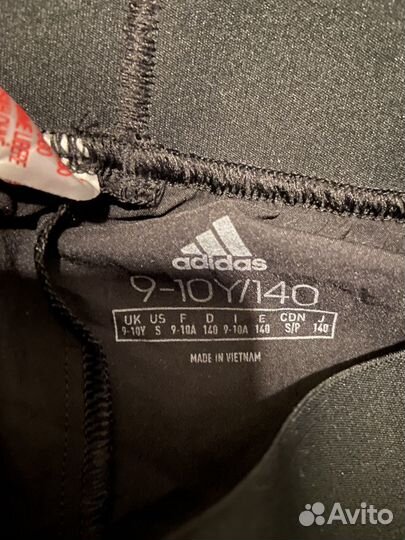 adidas
9-10Y/140
UK US F D I E CDN J
9-10Y S 9-10A 140 9-10A 140 S/P 140
MADE IN VIETNAM
Avito